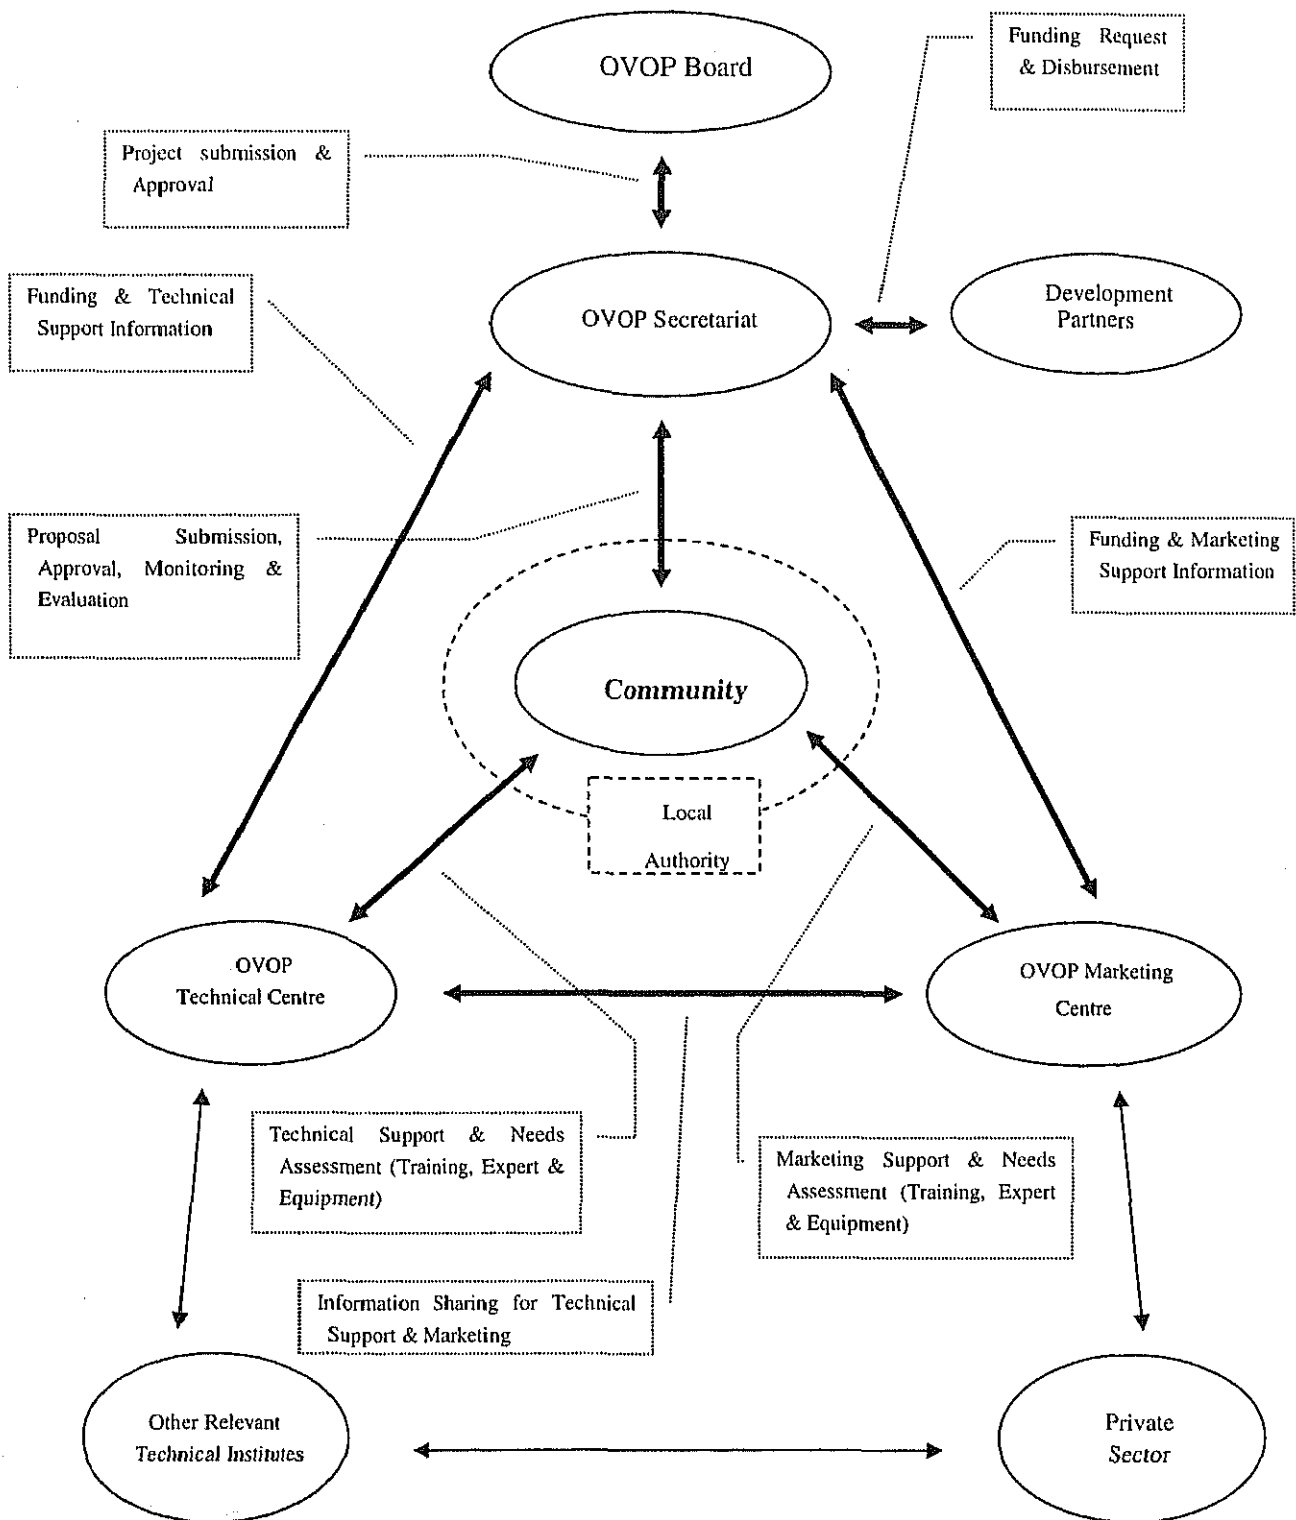 OVOP Board
Funding Request
& Disbursement
Project submission &
Approval
Funding & Technical
Support Information
OVOP Secretariat
Development
Partners
Proposal Submission,
Approval, Monitoring &
Evaluation
Funding & Marketing
Support Information
Community
Local
Authority
OVOP
Technical Centre
OVOP Marketing
Centre
Technical Support & Needs
Assessment (Training, Expert &
Equipment)
Marketing Support & Needs
Assessment (Training, Expert
& Equipment)
Information Sharing for Technical
Support & Marketing
Other Relevant
Technical Institutes
Private
Sector